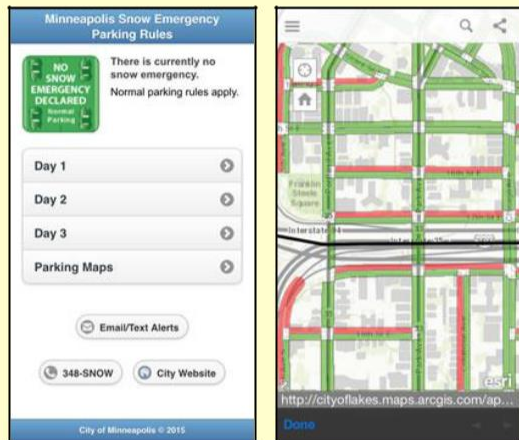 Minneapolis Snow Emergency
Parking Rules
NO
SNOW
EMERGENCY
DECLARED
Normal
Parking
There is currently no
snow emergency.
Normal parking rules apply.
Day 1
Day 2
Day 3
Parking Maps
Email/Text Alerts
348-SNOW
City Website
City of Minneapolis © 2015
Franklin
Steele
Square
Interstate 94
Interstate 35w
esri
http://cityoflakes.maps.arcgis.com/ap...
Done